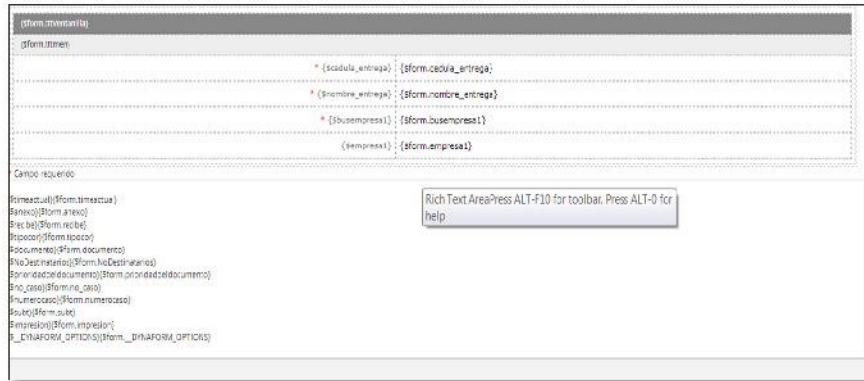 {$form.tttventanilla}
{$form.tttmen}
* {$cedula_entrega} {$form.cedula_entrega}
* {$nombre_entrega} {$form.nombre_entrega}
* {$busempresa1} {$form.busempresa1}
{$empresa1} {$form.empresa1}
* Campo requerido
Rich Text AreaPress ALT-F10 for toolbar. Press ALT-0 for
help
$timeactual}{$form.timeactual}
$anexo}{$form.anexo}
$recibe}{$form.recibe}
$tipocor}{$form.tipocor}
$documento}{$form.documento}
$NoDestinatarios}{$form.NoDestinatarios}
$prioridaddeldocumento}{$form.prioridaddeldocumento}
$no_caso}{$form.no_caso}
$numerocaso}{$form.numerocaso}
$subt}{$form.subt}
$impresion}{$form.impresion}
$__DYNAFORM_OPTIONS}{$form.__DYNAFORM_OPTIONS}